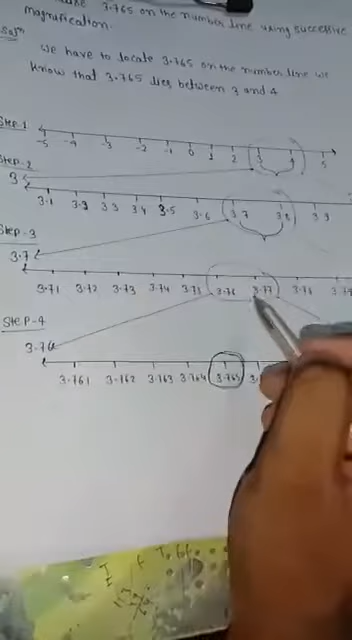 3.765 on the number line using successive
magnification.
Soln
we have to locate 3.765 on the number line we
know that 3.765 lies between 3 and 4
Step-1
-5 -4 -3 -2 -1 0 1 2 3 4 5
Step-2
3
3.1 3.3 3.4 3.5 3.6 3.7 3.8 3.9
Step-3
3.7
3.71 3.72 3.73 3.74 3.75 3.76 3.77 3.78
Step-4
3.76
3.761 3.762 3.763 3.764 3.765